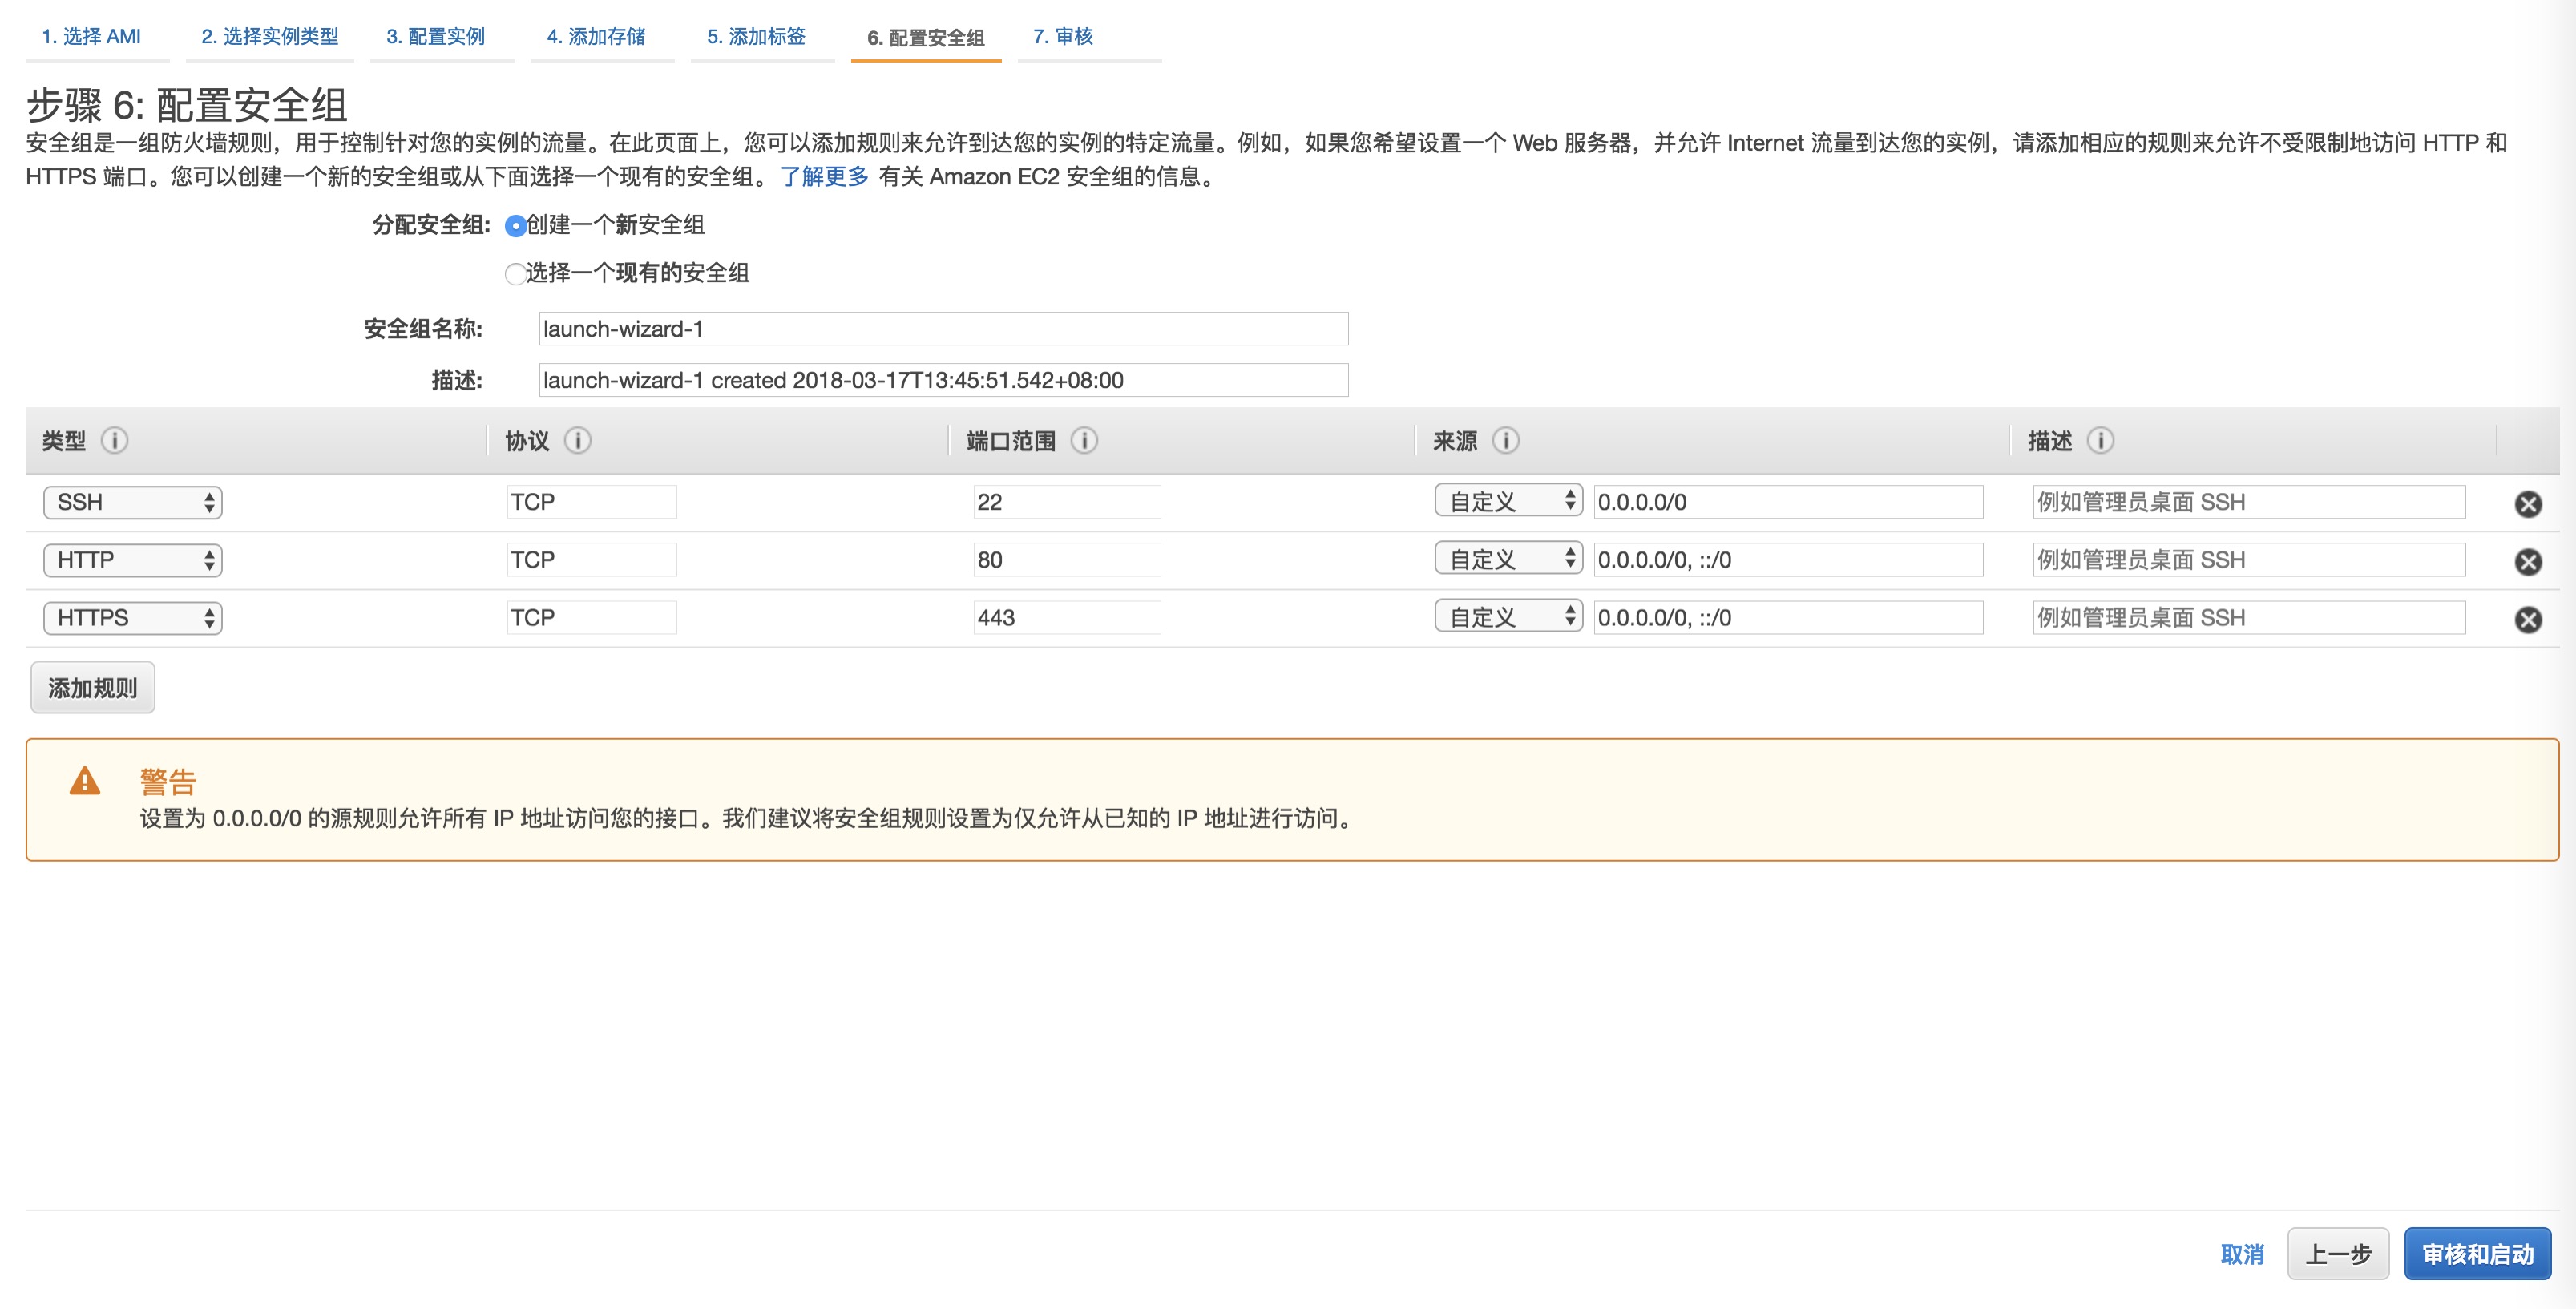 1. 选择 AMI 2. 选择实例类型 3. 配置实例 4. 添加存储 5. 添加标签 6. 配置安全组 7. 审核
步骤 6: 配置安全组
安全组是一组防火墙规则，用于控制针对您的实例的流量。在此页面上，您可以添加规则来允许到达您的实例的特定流量。例如，如果您希望设置一个 Web 服务器，并允许 Internet 流量到达您的实例，请添加相应的规则来允许不受限制地访问 HTTP 和
HTTPS 端口。您可以创建一个新的安全组或从下面选择一个现有的安全组。 了解更多 有关 Amazon EC2 安全组的信息。
分配安全组: 创建一个新安全组
选择一个现有的安全组
安全组名称: launch-wizard-1
描述: launch-wizard-1 created 2018-03-17T13:45:51.542+08:00
类型 协议 端口范围 来源 描述
SSH TCP 22 自定义 0.0.0.0/0 例如管理员桌面 SSH
HTTP TCP 80 自定义 0.0.0.0/0, ::/0 例如管理员桌面 SSH
HTTPS TCP 443 自定义 0.0.0.0/0, ::/0 例如管理员桌面 SSH
添加规则
警告
设置为 0.0.0.0/0 的源规则允许所有 IP 地址访问您的接口。我们建议将安全组规则设置为仅允许从已知的 IP 地址进行访问。
取消 上一步 审核和启动